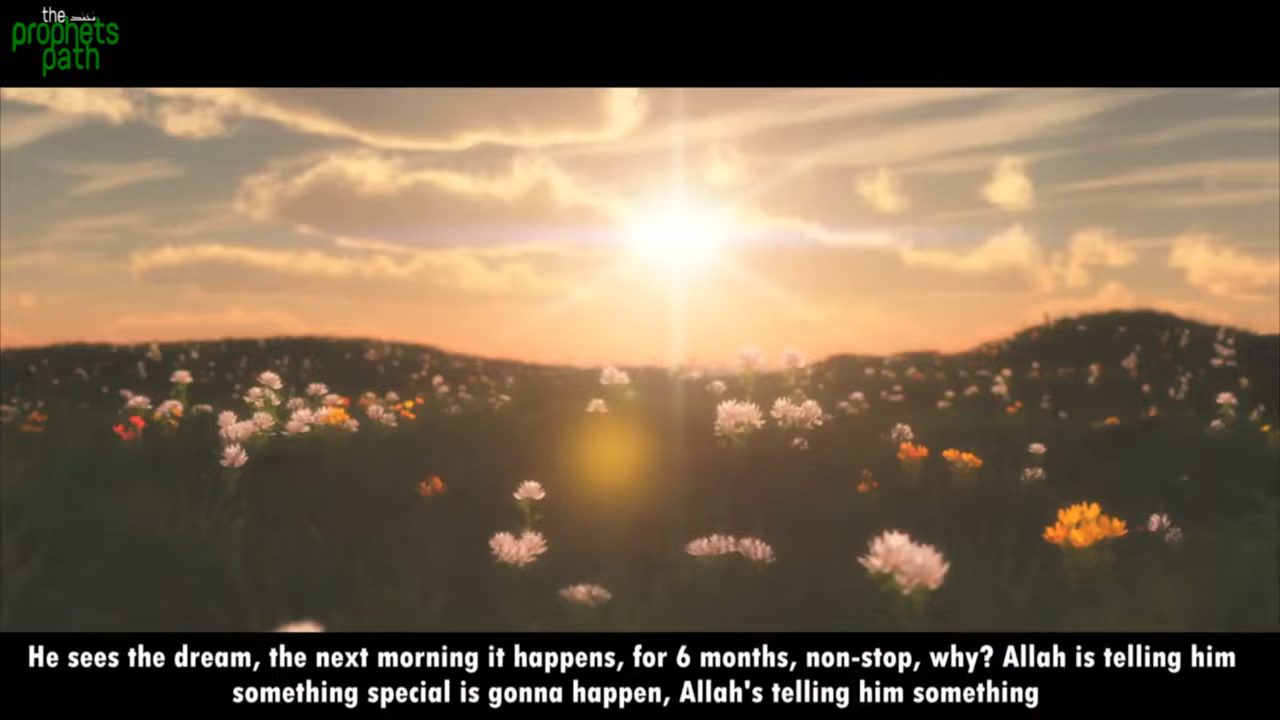 the محمد
prophets
path
He sees the dream, the next morning it happens, for 6 months, non-stop, why? Allah is telling him
something special is gonna happen, Allah's telling him something